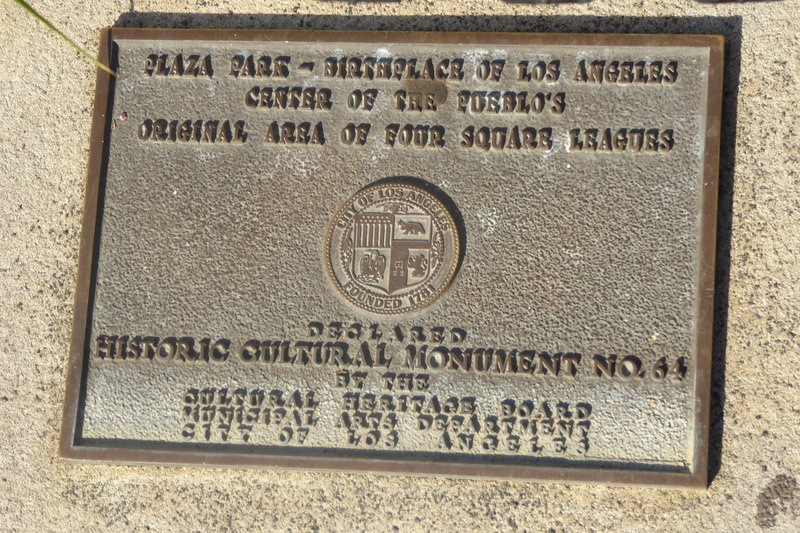 PLAZA PARK - BIRTHPLACE OF LOS ANGELES
CENTER OF THE PUEBLO'S
ORIGINAL AREA OF FOUR SQUARE LEAGUES
CITY OF LOS ANGELES
FOUNDED 1781
DECLARED
HISTORIC CULTURAL MONUMENT NO. 64
BY THE
CULTURAL HERITAGE BOARD
MUNICIPAL ARTS DEPARTMENT
CITY OF LOS ANGELES